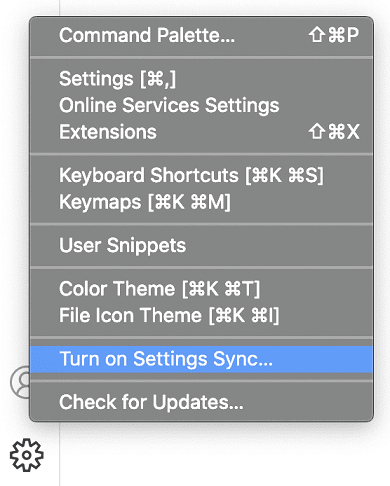 Command Palette... ⇧⌘P
Settings [⌘,]
Online Services Settings
Extensions ⇧⌘X
Keyboard Shortcuts [⌘K ⌘S]
Keymaps [⌘K ⌘M]
User Snippets
Color Theme [⌘K ⌘T]
File Icon Theme [⌘K ⌘I]
Turn on Settings Sync...
Check for Updates...